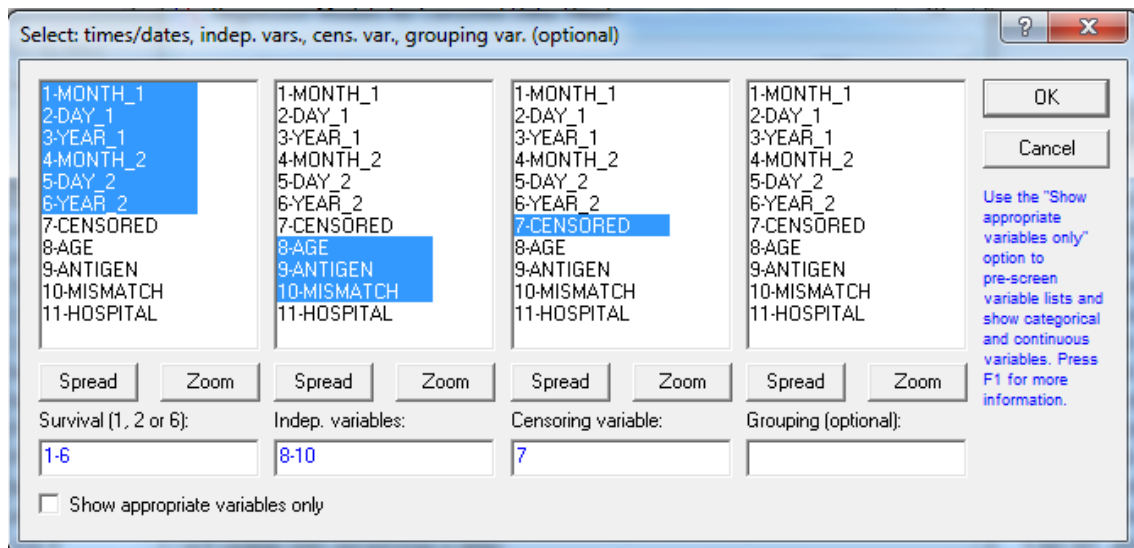 Select: times/dates, indep. vars., cens. var., grouping var. (optional)
1-MONTH_1
2-DAY_1
3-YEAR_1
4-MONTH_2
5-DAY_2
6-YEAR_2
7-CENSORED
8-AGE
9-ANTIGEN
10-MISMATCH
11-HOSPITAL
1-MONTH_1
2-DAY_1
3-YEAR_1
4-MONTH_2
5-DAY_2
6-YEAR_2
7-CENSORED
8-AGE
9-ANTIGEN
10-MISMATCH
11-HOSPITAL
1-MONTH_1
2-DAY_1
3-YEAR_1
4-MONTH_2
5-DAY_2
6-YEAR_2
7-CENSORED
8-AGE
9-ANTIGEN
10-MISMATCH
11-HOSPITAL
1-MONTH_1
2-DAY_1
3-YEAR_1
4-MONTH_2
5-DAY_2
6-YEAR_2
7-CENSORED
8-AGE
9-ANTIGEN
10-MISMATCH
11-HOSPITAL
OK
Cancel
Use the "Show
appropriate
variables only"
option to
pre-screen
variable lists and
show categorical
and continuous
variables. Press
F1 for more
information.
Spread Zoom Spread Zoom Spread Zoom Spread Zoom
Survival (1, 2 or 6): Indep. variables: Censoring variable: Grouping (optional):
1-6 8-10 7
Show appropriate variables only